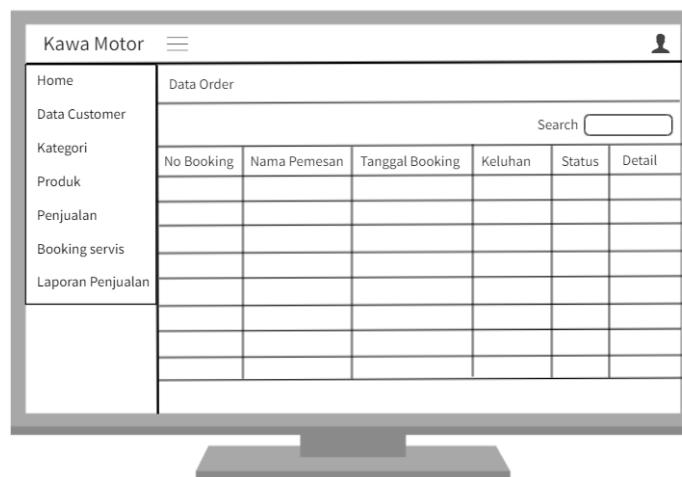 Kawa Motor
Home
Data Customer
Kategori
Produk
Penjualan
Booking servis
Laporan Penjualan
Data Order
Search
No Booking Nama Pemesan Tanggal Booking Keluhan Status Detail